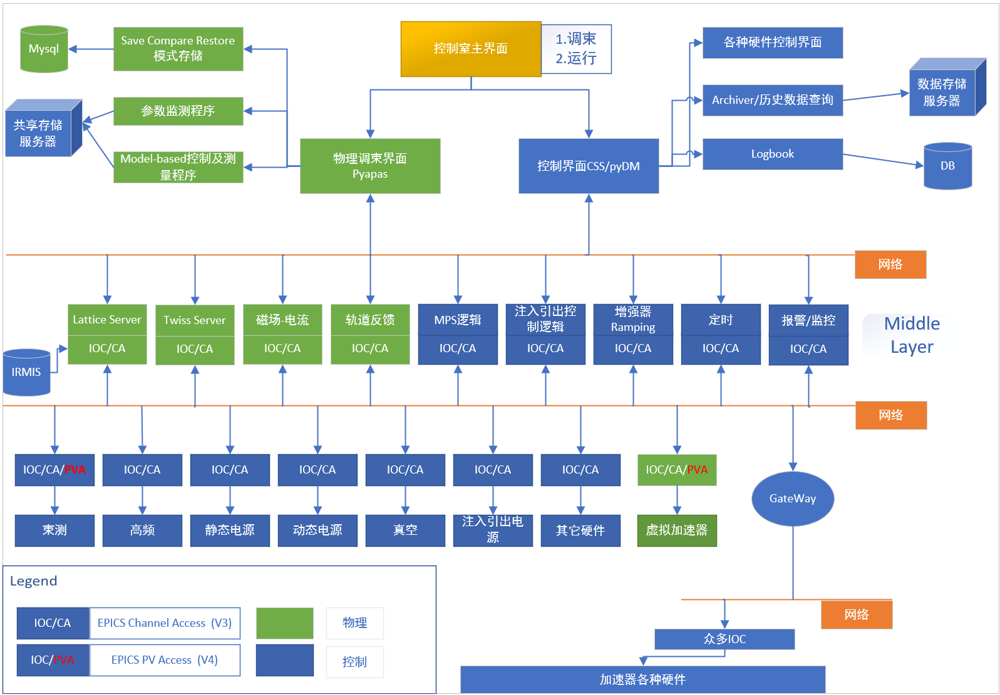 Mysql
Save Compare Restore
模式存储
控制室主界面
1.调束
2.运行
各种硬件控制界面
数据存储
服务器
Archiver/历史数据查询
共享存储
服务器
参数监测程序
Model-based控制及测
量程序
物理调束界面
Pyapas
控制界面CSS/pyDM
Logbook
DB
网络
Lattice Server
IOC/CA
Twiss Server
IOC/CA
磁场-电流
IOC/CA
轨道反馈
IOC/CA
MPS逻辑
IOC/CA
注入引出控
制逻辑
IOC/CA
增强器
Ramping
IOC/CA
定时
IOC/CA
报警/监控
IOC/CA
Middle
Layer
IRMIS
网络
IOC/CA/PVA
IOC/CA
IOC/CA
IOC/CA
IOC/CA
IOC/CA
IOC/CA
IOC/CA/PVA
GateWay
束测
高频
静态电源
动态电源
真空
注入引出电
源
其它硬件
虚拟加速器
Legend
IOC/CA
EPICS Channel Access (V3)
物理
IOC/PVA
EPICS PV Access (V4)
控制
网络
众多IOC
加速器各种硬件